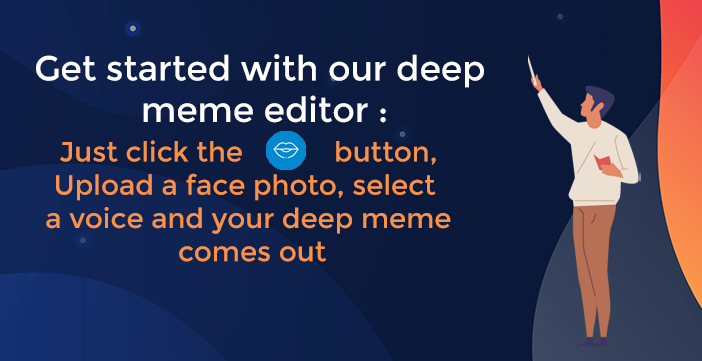 Get started with our deep
meme editor :
Just click the button,
Upload a face photo, select
a voice and your deep meme
comes out